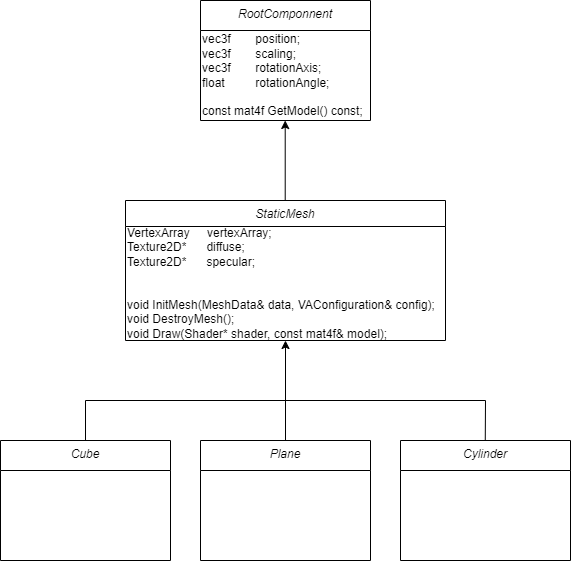 RootComponnent
vec3f position;
vec3f scaling;
vec3f rotationAxis;
float rotationAngle;
const mat4f GetModel() const;
StaticMesh
VertexArray vertexArray;
Texture2D* diffuse;
Texture2D* specular;
void InitMesh(MeshData& data, VAConfiguration& config);
void DestroyMesh();
void Draw(Shader* shader, const mat4f& model);
Cube
Plane
Cylinder